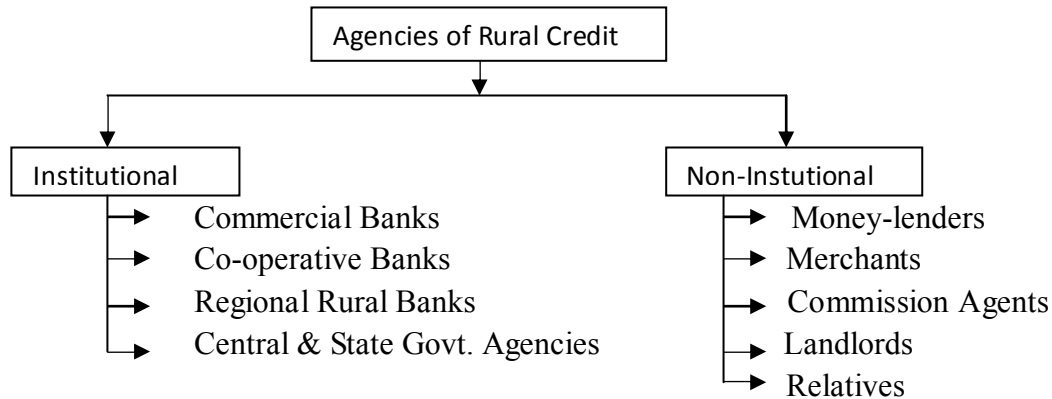 Agencies of Rural Credit
Institutional
Commercial Banks
Co-operative Banks
Regional Rural Banks
Central & State Govt. Agencies
Non-Instutional
Money-lenders
Merchants
Commission Agents
Landlords
Relatives